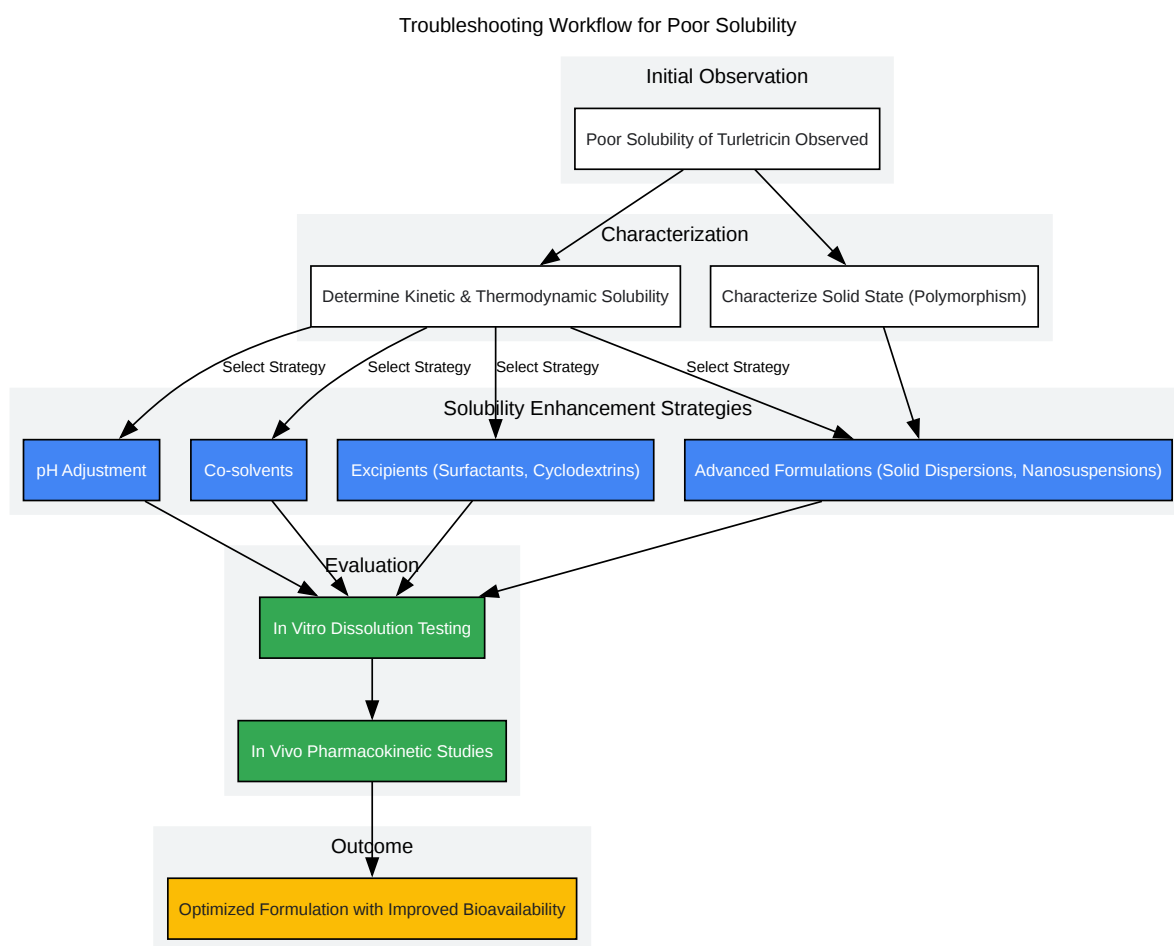 Troubleshooting Workflow for Poor Solubility
Initial Observation
Poor Solubility of Turletricin Observed
Characterization
Determine Kinetic & Thermodynamic Solubility
Characterize Solid State (Polymorphism)
Select Strategy
Select Strategy
Select Strategy
Select Strategy
Solubility Enhancement Strategies
pH Adjustment
Co-solvents
Excipients (Surfactants, Cyclodextrins)
Advanced Formulations (Solid Dispersions, Nanosuspensions)
Evaluation
In Vitro Dissolution Testing
In Vivo Pharmacokinetic Studies
Outcome
Optimized Formulation with Improved Bioavailability